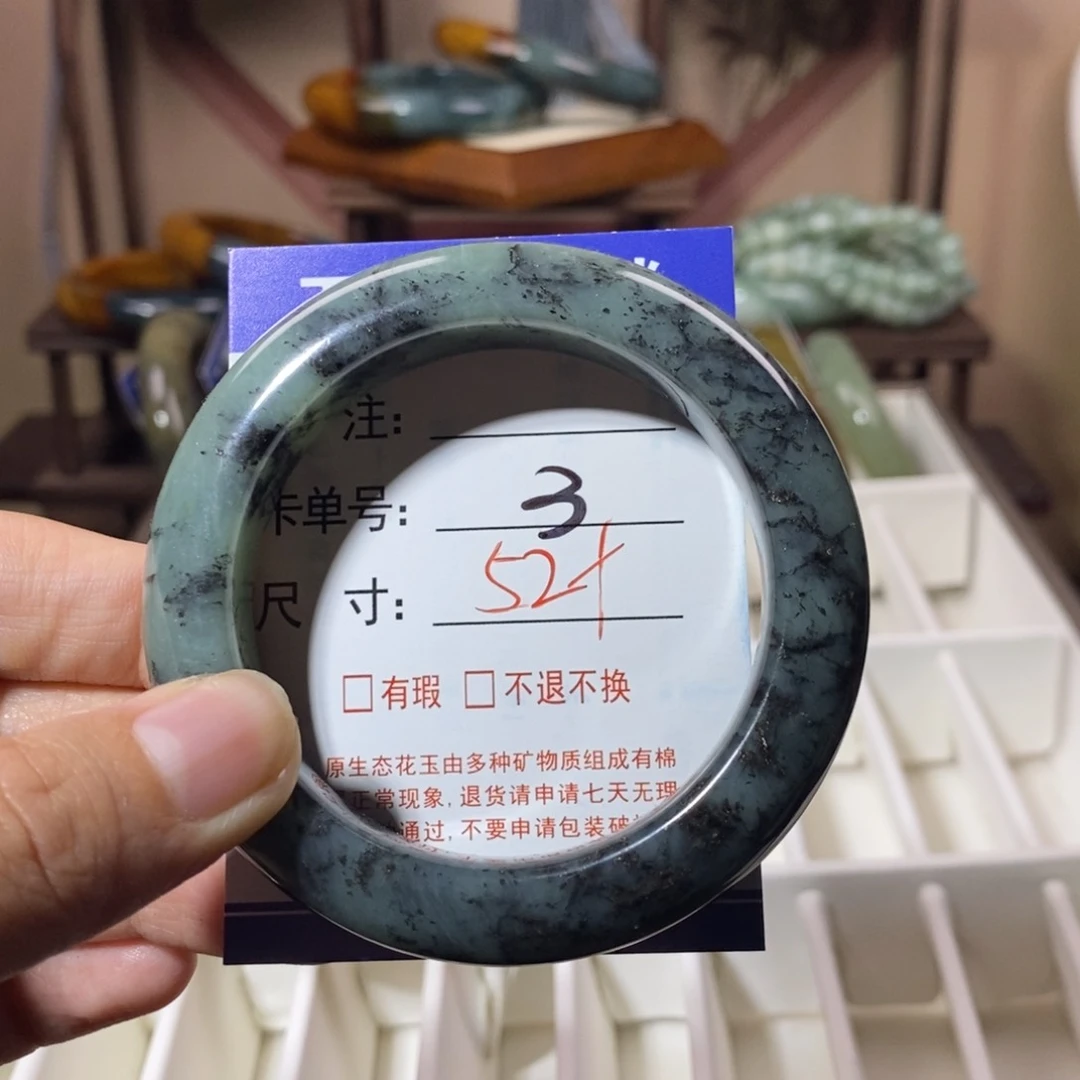 注:
卡单号: 3
尺 寸: 52+
□有瑕 □不退不换
原生态花玉由多种矿物质组成有棉
正常现象,退货请申请七天无理
通过,不要申请包装破